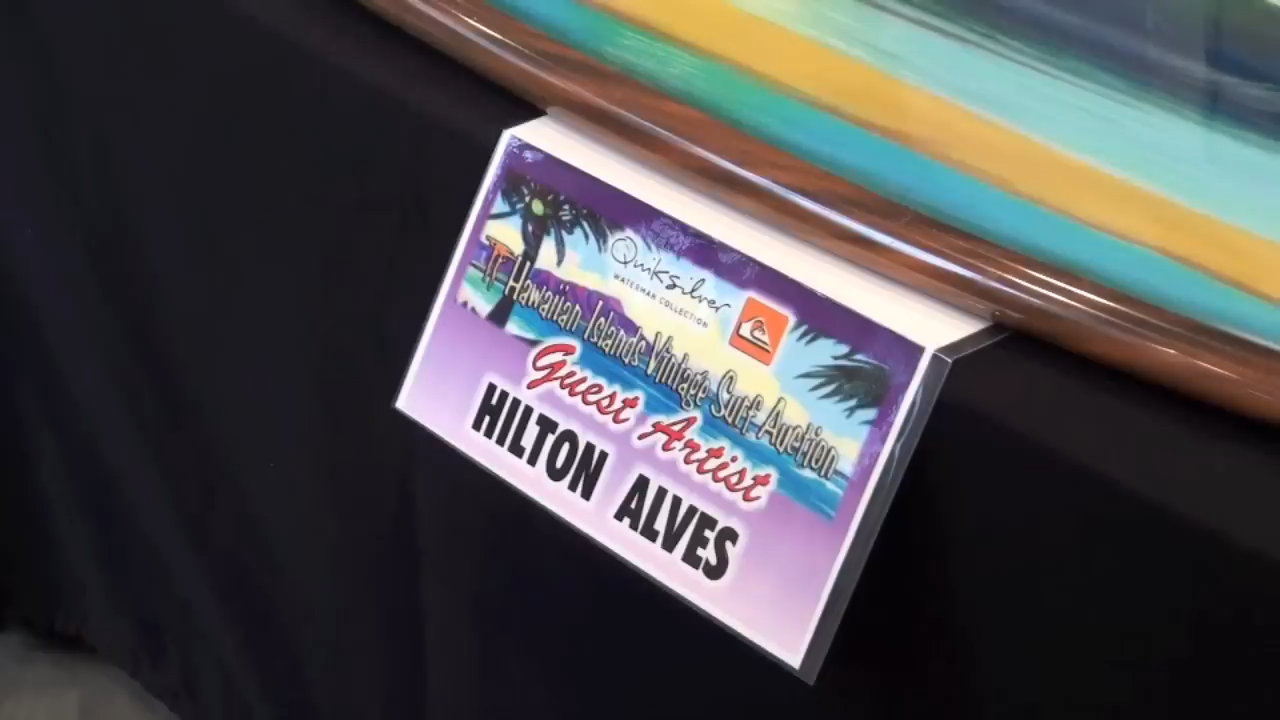 Quiksilver
WATERMAN COLLECTION
Hawaiian Islands Vintage Surf Auction
Guest Artist
HILTON ALVES